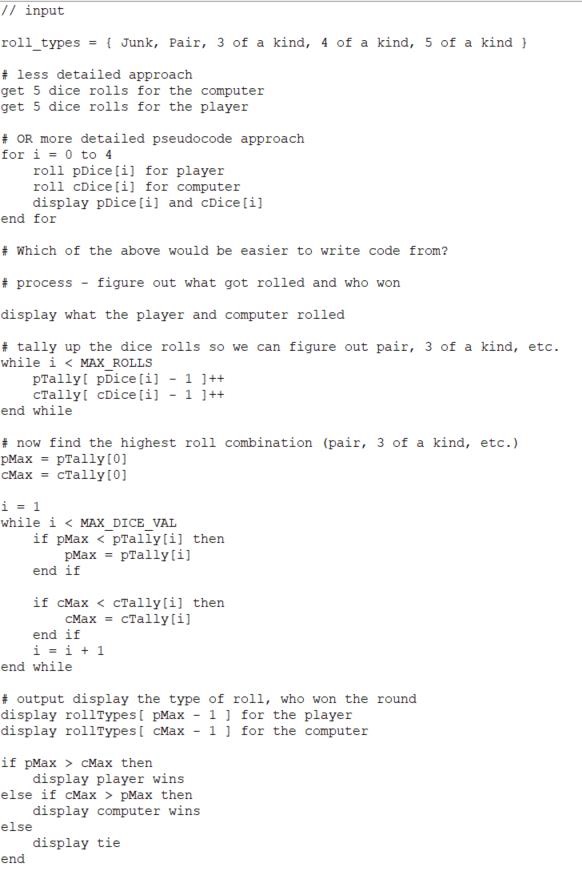 // input
roll_types = { Junk, Pair, 3 of a kind, 4 of a kind, 5 of a kind }
# less detailed approach
get 5 dice rolls for the computer
get 5 dice rolls for the player
# OR more detailed pseudocode approach
for i = 0 to 4
    roll pDice[i] for player
    roll cDice[i] for computer
    display pDice[i] and cDice[i]
end for
# Which of the above would be easier to write code from?
# process - figure out what got rolled and who won
display what the player and computer rolled
# tally up the dice rolls so we can figure out pair, 3 of a kind, etc.
while i < MAX_ROLLS
    pTally[ pDice[i] - 1 ]++
    cTally[ cDice[i] - 1 ]++
end while
# now find the highest roll combination (pair, 3 of a kind, etc.)
pMax = pTally[0]
cMax = cTally[0]
i = 1
while i < MAX_DICE_VAL
    if pMax < pTally[i] then
        pMax = pTally[i]
    end if
    if cMax < cTally[i] then
        cMax = cTally[i]
    end if
    i = i + 1
end while
# output display the type of roll, who won the round
display rollTypes[ pMax - 1 ] for the player
display rollTypes[ cMax - 1 ] for the computer
if pMax > cMax then
    display player wins
else if cMax > pMax then
    display computer wins
else
    display tie
end